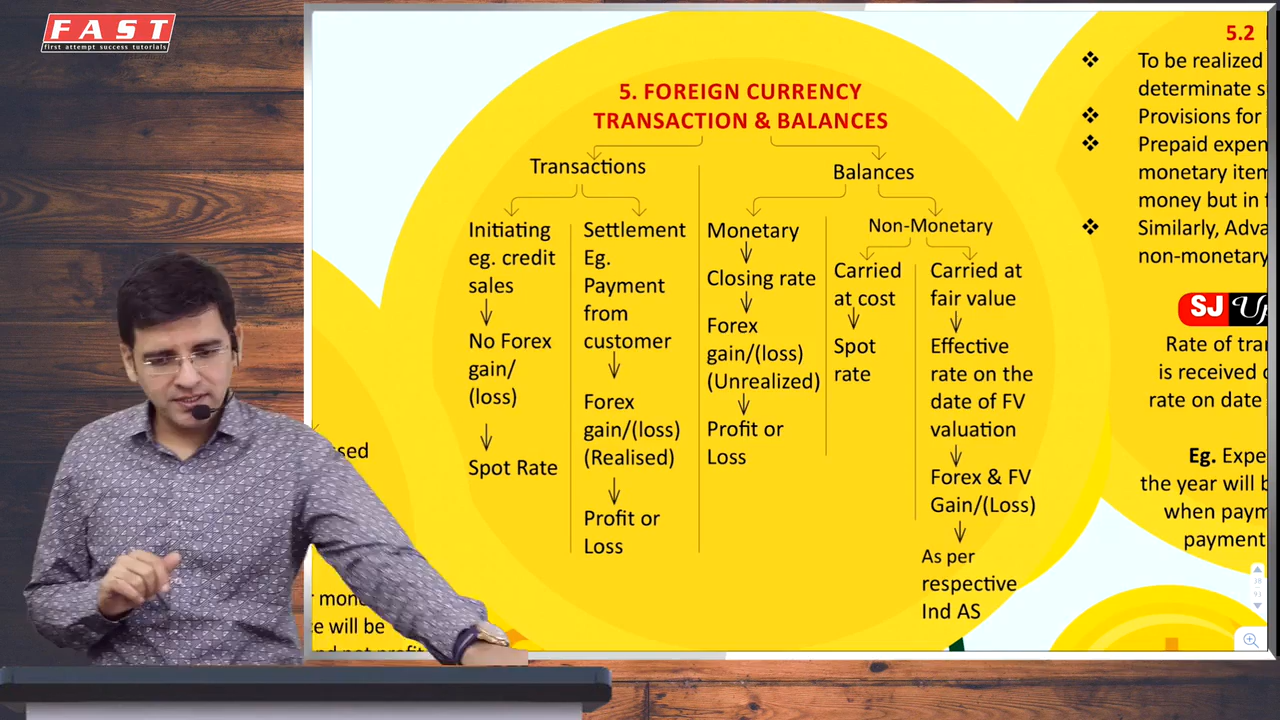 FAST
first attempt success tutorials
5. FOREIGN CURRENCY
TRANSACTION & BALANCES
Transactions
Balances
Initiating
eg. credit
sales
No Forex
gain/
(loss)
Spot Rate
Settlement
Eg.
Payment
from
customer
Forex
gain/(loss)
(Realised)
Profit or
Loss
Monetary
Closing rate
Forex
gain/(loss)
(Unrealized)
Profit or
Loss
Non-Monetary
Carried
at cost
Spot
rate
Carried at
fair value
Effective
rate on the
date of FV
valuation
Forex & FV
Gain/(Loss)
As per
respective
Ind AS
5.2
To be realized
determinate s
Provisions for
Prepaid expen
monetary item
money but in
Similarly, Adva
non-monetary
SJ
Rate of tra
is received
rate on date
Eg. Expe
the year will b
when paym
payment
sed
mon
ce will be